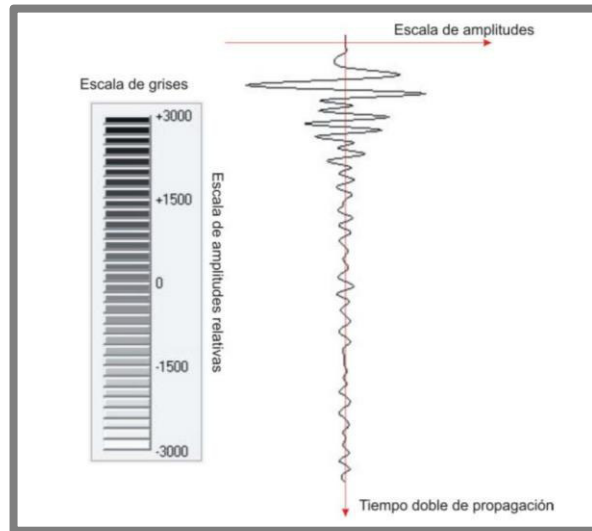 Escala de amplitudes
Escala de grises
+3000
+1500
0
-1500
-3000
Escala de amplitudes relativas
Tiempo doble de propagación